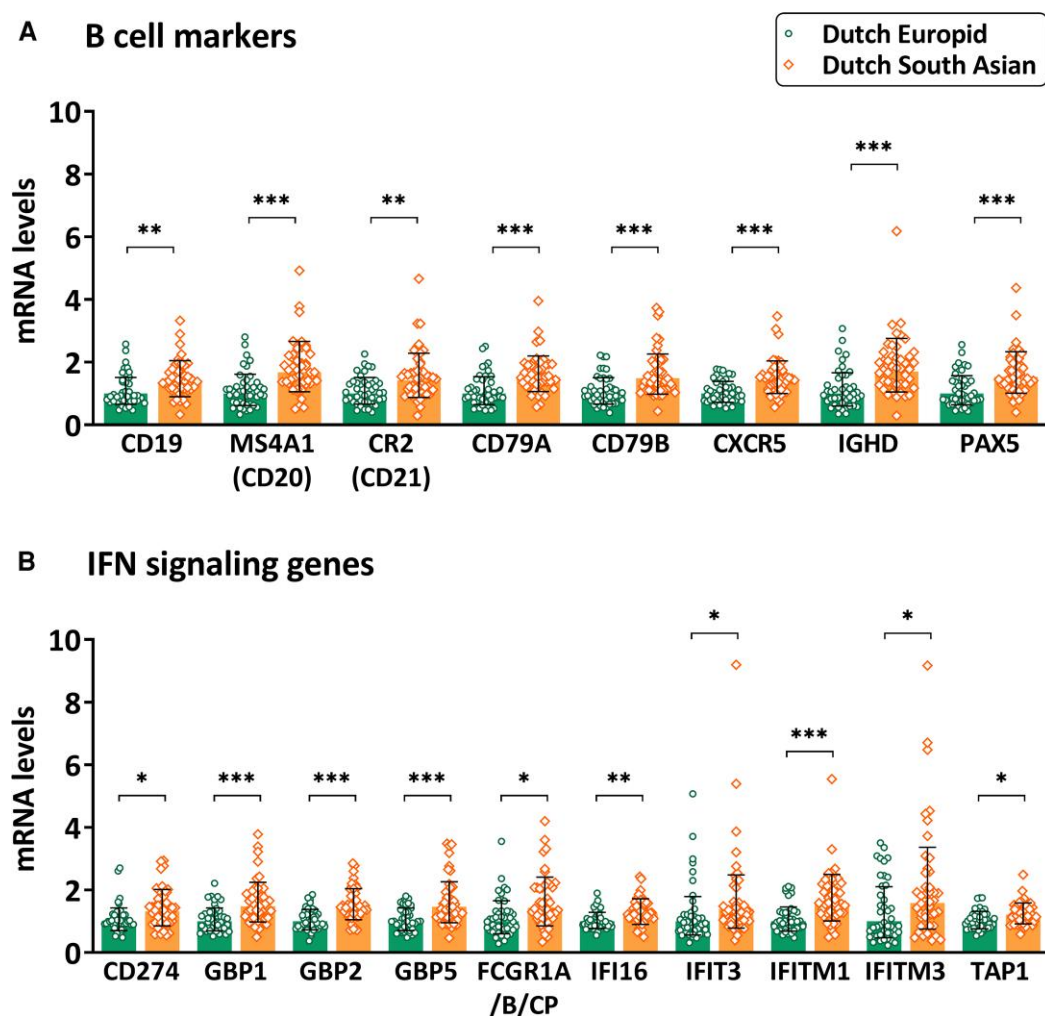 A B cell markers
Dutch Europid
Dutch South Asian
mRNA levels
10
8
6
4
2
0
** *** ** *** *** *** *** ***
CD19 MS4A1 CR2 CD79A CD79B CXCR5 IGHD PAX5
(CD20) (CD21)
B IFN signaling genes
mRNA levels
10
8
6
4
2
0
* *** *** *** * ** * *** * *
CD274 GBP1 GBP2 GBP5 FCGR1A IFI16 IFIT3 IFITM1 IFITM3 TAP1
/B/CP